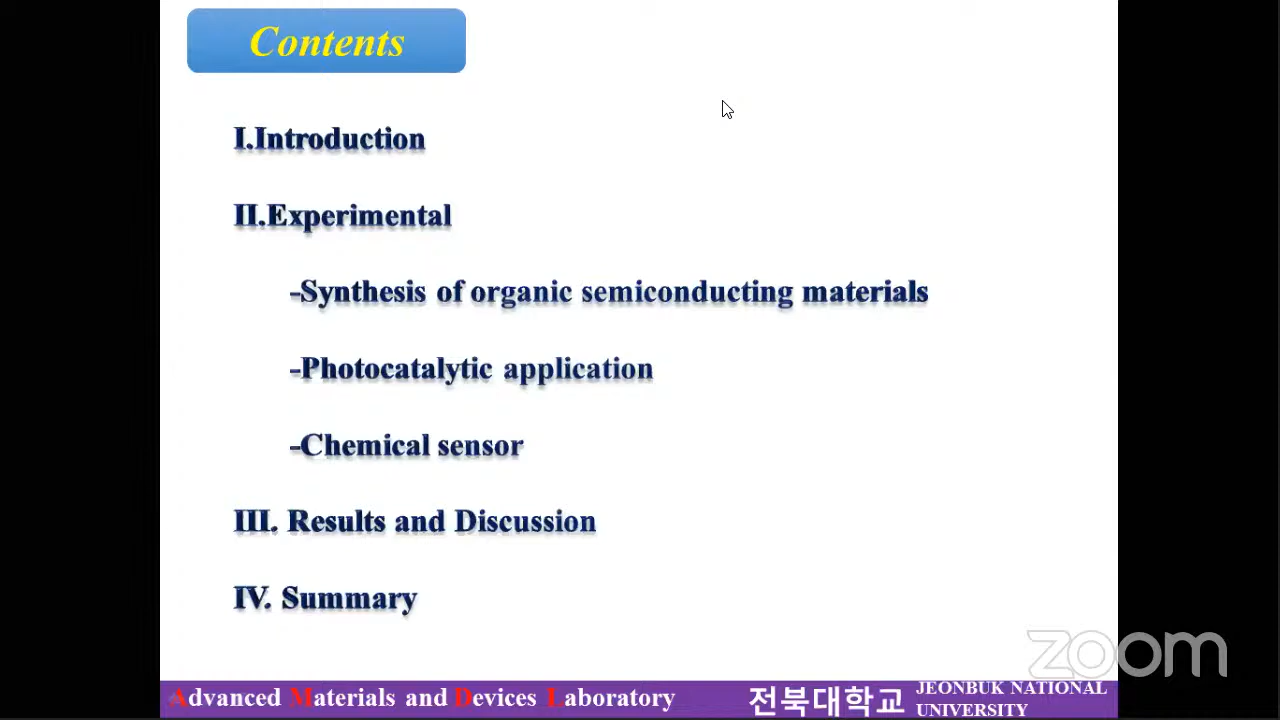 Contents
I.Introduction
II.Experimental
-Synthesis of organic semiconducting materials
-Photocatalytic application
-Chemical sensor
III. Results and Discussion
IV. Summary
zoom
Advanced Materials and Devices Laboratory
전북대학교
JEONBUK NATIONAL
UNIVERSITY